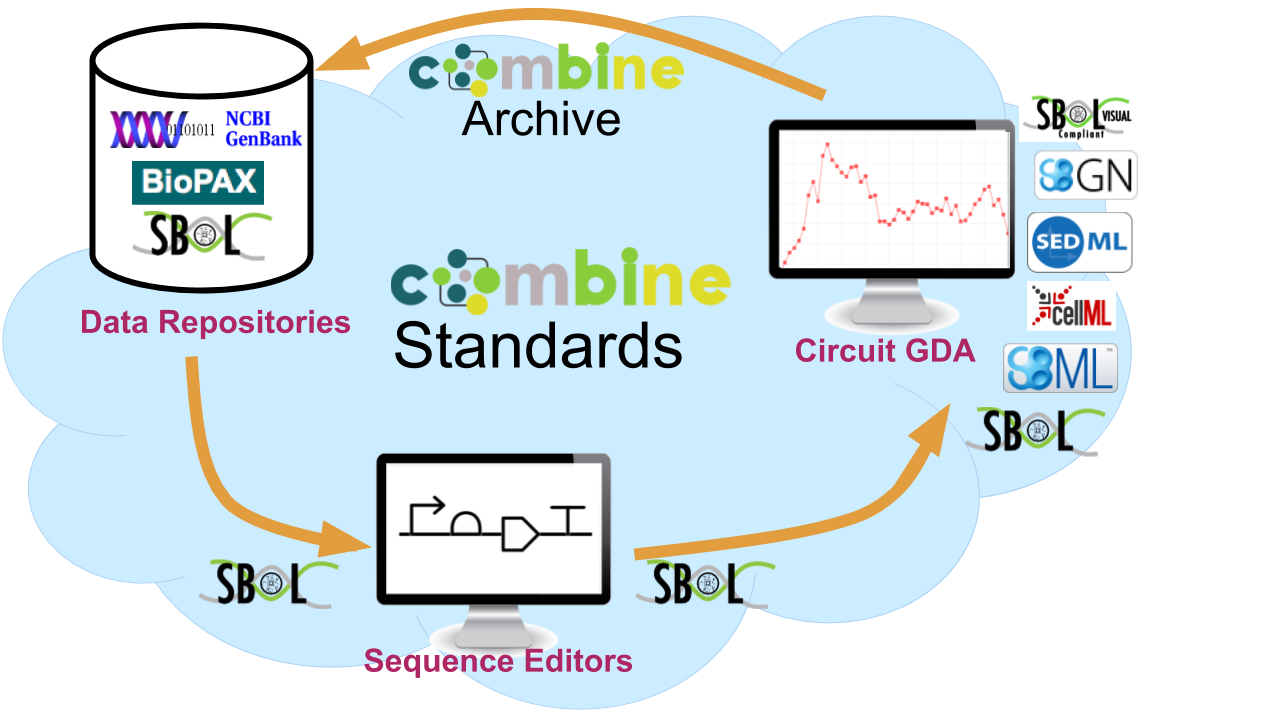 combine
Archive
01101011
NCBI
GenBank
BioPAX
SBOL
Data Repositories
combine
Standards
SBOL VISUAL
Compliant
SBGN
SED ML
cellML
SBML™
SBOL
Circuit GDA
SBOL
SBOL
Sequence Editors